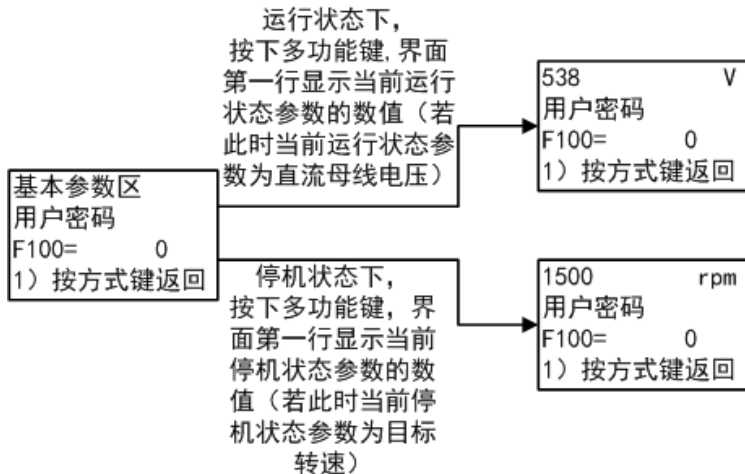 运行状态下，
按下多功能键,界面
第一行显示当前运行
状态参数的数值（若
此时当前运行状态参
数为直流母线电压）
538 V
用户密码
F100= 0
1）按方式键返回
基本参数区
用户密码
F100= 0
1）按方式键返回
停机状态下，
按下多功能键，界
面第一行显示当前
停机状态参数的数
值（若此时当前停
机状态参数为目标
转速）
1500 rpm
用户密码
F100= 0
1）按方式键返回